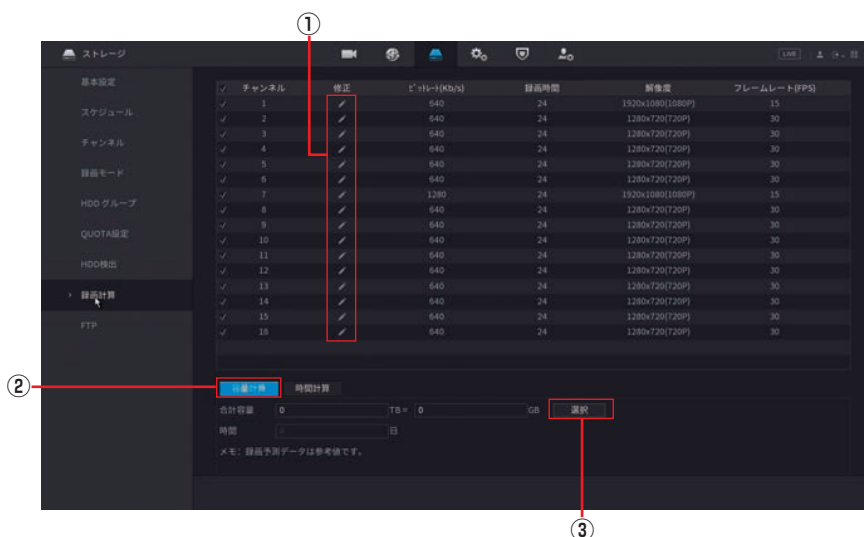 ①
ストレージ
LIVE
基本設定
スケジュール
チャンネル
録画モード
HDD グループ
QUOTA設定
HDD検出
録画計算
FTP
チャンネル 修正 ビットレート(Kb/s) 録画時間 解像度 フレームレート(FPS)
1 640 24 1920x1080(1080P) 15
2 640 24 1280x720(720P) 30
3 640 24 1280x720(720P) 30
4 640 24 1280x720(720P) 30
5 640 24 1280x720(720P) 30
6 640 24 1280x720(720P) 30
7 1280 24 1920x1080(1080P) 15
8 640 24 1280x720(720P) 30
9 640 24 1280x720(720P) 30
10 640 24 1280x720(720P) 30
11 640 24 1280x720(720P) 30
12 640 24 1280x720(720P) 30
13 640 24 1280x720(720P) 30
14 640 24 1280x720(720P) 30
15 640 24 1280x720(720P) 30
16 640 24 1280x720(720P) 30
②
容量計算 時間計算
合計容量 0 TB = 0 GB 選択
時間 0 日
メモ: 録画予測データは参考値です。
③